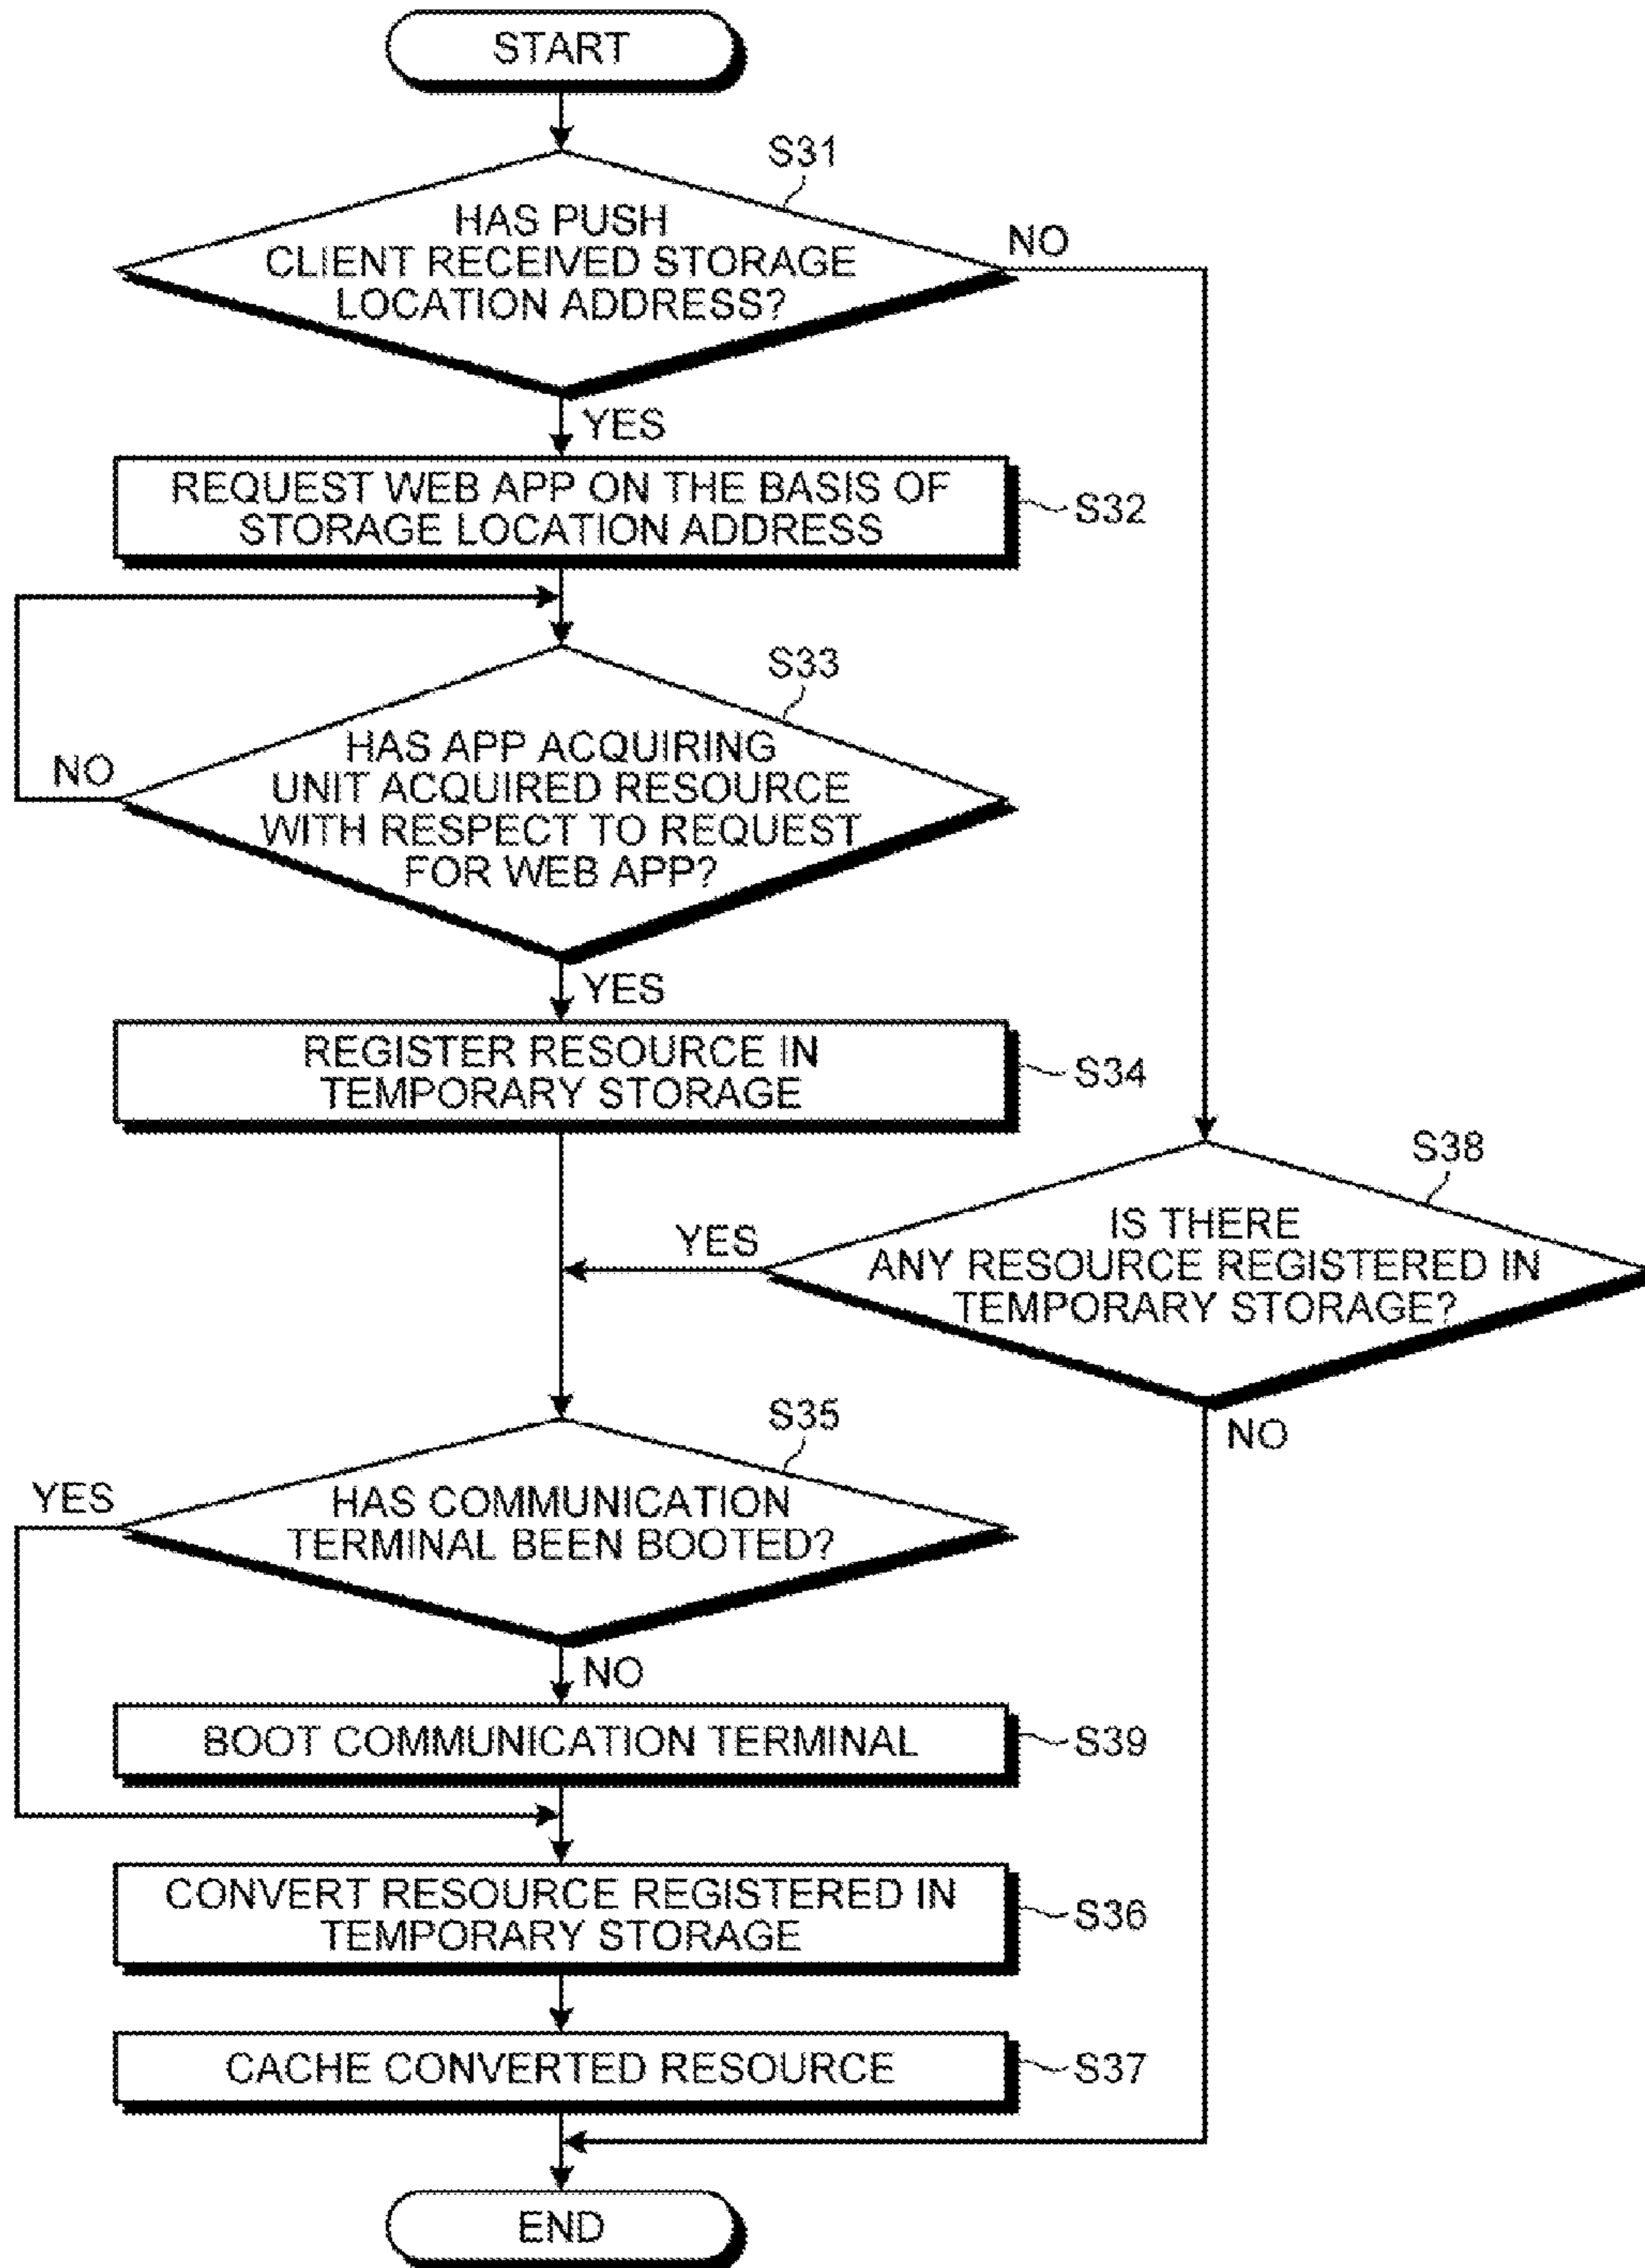 START
S31
HAS PUSH
CLIENT RECEIVED STORAGE
LOCATION ADDRESS?
NO
YES
REQUEST WEB APP ON THE BASIS OF
STORAGE LOCATION ADDRESS
S32
S33
HAS APP ACQUIRING
UNIT ACQUIRED RESOURCE
WITH RESPECT TO REQUEST
FOR WEB APP?
NO
YES
REGISTER RESOURCE IN
TEMPORARY STORAGE
S34
S38
IS THERE
ANY RESOURCE REGISTERED IN
TEMPORARY STORAGE?
YES
NO
S35
HAS COMMUNICATION
TERMINAL BEEN BOOTED?
YES
NO
BOOT COMMUNICATION TERMINAL
S39
CONVERT RESOURCE REGISTERED IN
TEMPORARY STORAGE
S36
CACHE CONVERTED RESOURCE
S37
END